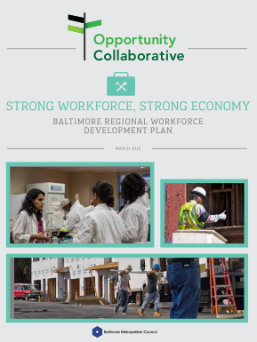 Opportunity
Collaborative
STRONG WORKFORCE, STRONG ECONOMY
BALTIMORE REGIONAL WORKFORCE
DEVELOPMENT PLAN
Baltimore Metropolitan Council